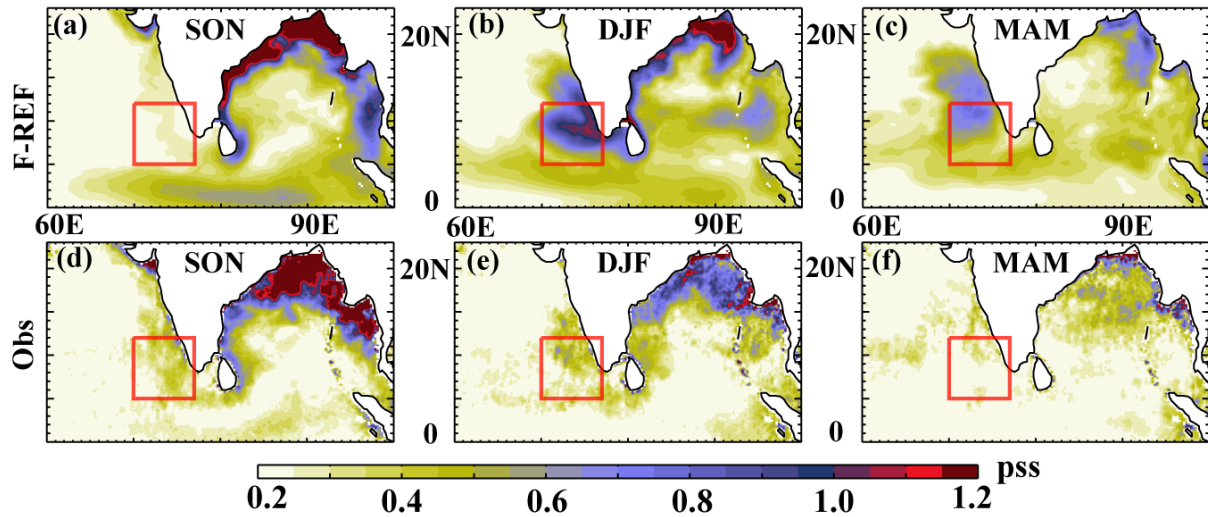 (a) SON (b) DJF (c) MAM
F-REF
20N 20N
0 0
60E 90E 60E 90E 60E 90E
(d) SON (e) DJF (f) MAM
Obs
20N 20N
0 0
0.2 0.4 0.6 0.8 1.0 1.2 pss